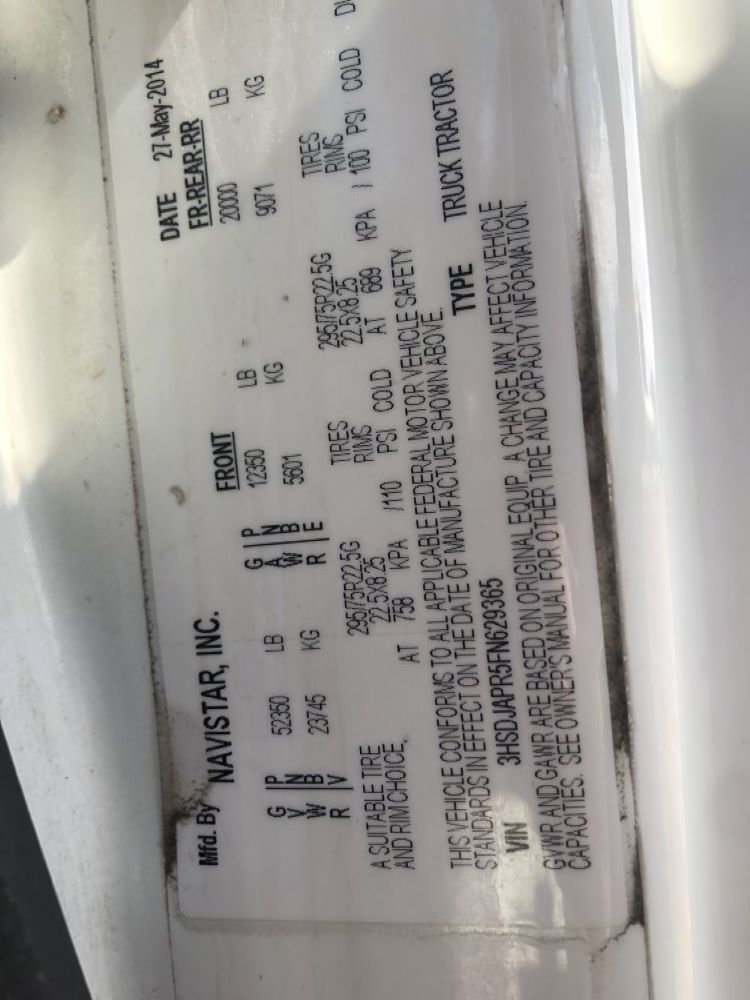 Mfd. By NAVISTAR, INC. DATE 27-May-2014
FRONT FR-REAR-RR
G P 52350 LB G P 12350 LB 20000 LB
V N A N
W B 23745 KG W B 5601 KG 9071 KG
R V R E
A SUITABLE TIRE 295/75R22.5G TIRES 295/75R22.5G TIRES
AND RIM CHOICE, 22.5X8.25 RIMS 22.5X8.25 RIMS
AT 758 KPA /110 PSI COLD AT 689 KPA / 100 PSI COLD
THIS VEHICLE CONFORMS TO ALL APPLICABLE FEDERAL MOTOR VEHICLE SAFETY
STANDARDS IN EFFECT ON THE DATE OF MANUFACTURE SHOWN ABOVE.
VIN 3HSDJAPR5FN629365 TYPE TRUCK TRACTOR
GVWR AND GAWR ARE BASED ON ORIGINAL EQUIP. A CHANGE MAY AFFECT VEHICLE
CAPACITIES. SEE OWNER'S MANUAL FOR OTHER TIRE AND CAPACITY INFORMATION.